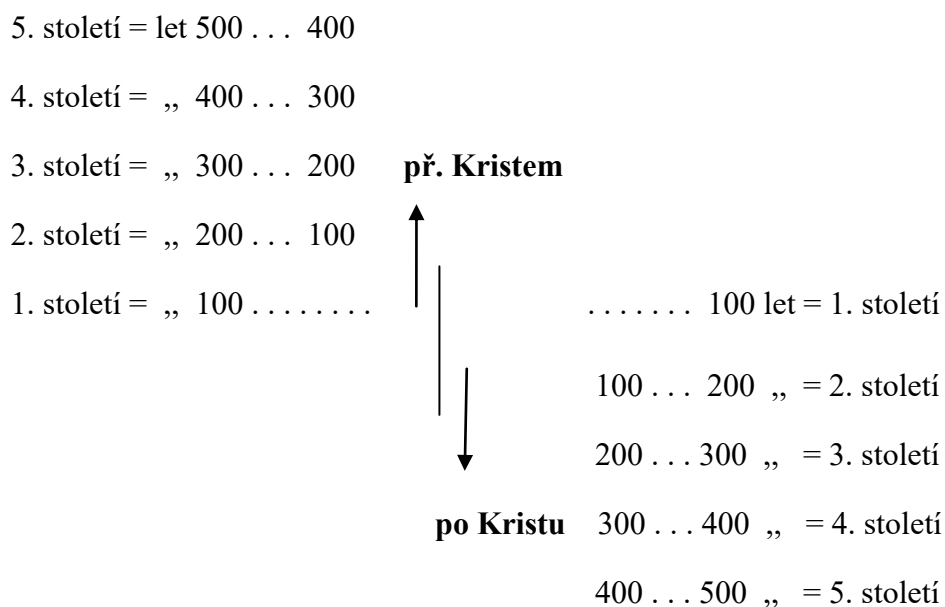 5. století = let 500 . . . 400
4. století = „ 400 . . . 300
3. století = „ 300 . . . 200 př. Kristem
2. století = „ 200 . . . 100
1. století = „ 100 . . . . . . . . . . . . . . . 100 let = 1. století
100 . . . 200 „ = 2. století
200 . . . 300 „ = 3. století
po Kristu 300 . . . 400 „ = 4. století
400 . . . 500 „ = 5. století